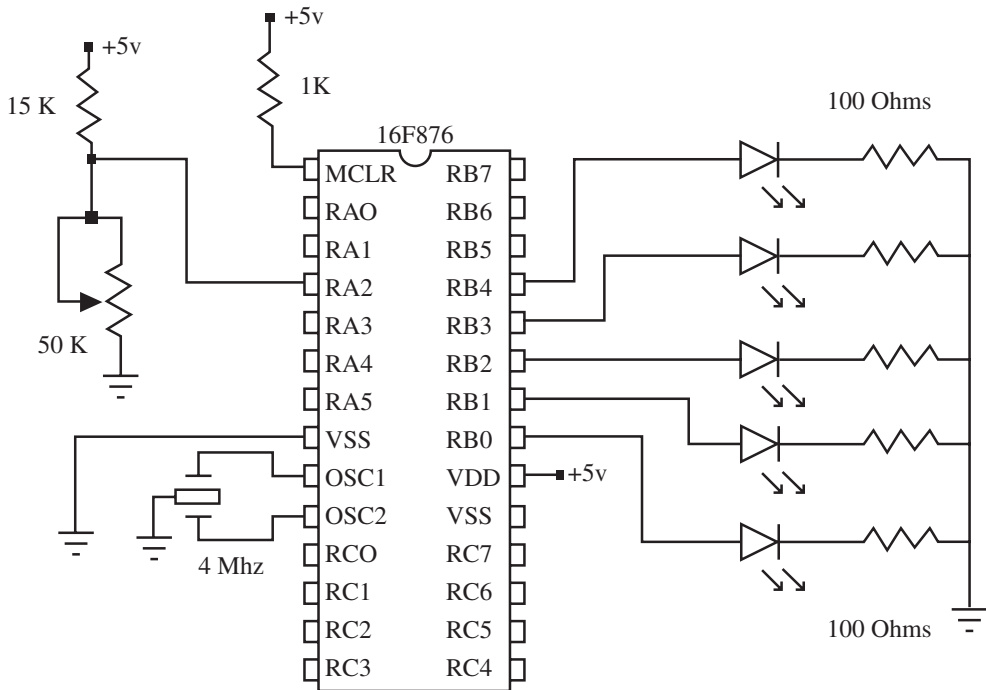 +5v
+5v
15 K
1K
100 Ohms
16F876
MCLR RB7
RAO RB6
RA1 RB5
RA2 RB4
RA3 RB3
50 K
RA4 RB2
RA5 RB1
VSS RB0
OSC1 VDD
+5v
OSC2 VSS
4 Mhz
RCO RC7
RC1 RC6
RC2 RC5
100 Ohms
RC3 RC4